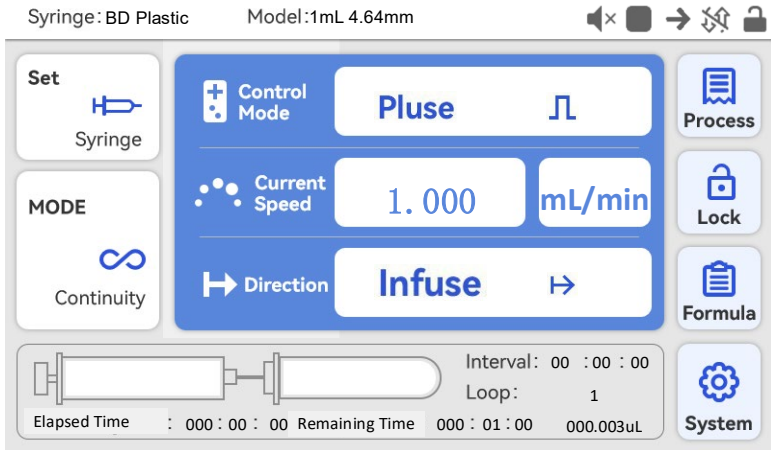 Syringe: BD Plastic Model:1mL 4.64mm
Set
Syringe
MODE
Continuity
Control Mode
Pluse
Current Speed
1.000 mL/min
Direction
Infuse
Process
Lock
Formula
System
Interval: 00 :00 : 00
Loop: 1
Elapsed Time : 000 : 00 : 00 Remaining Time 000 : 01 : 00 000.003uL